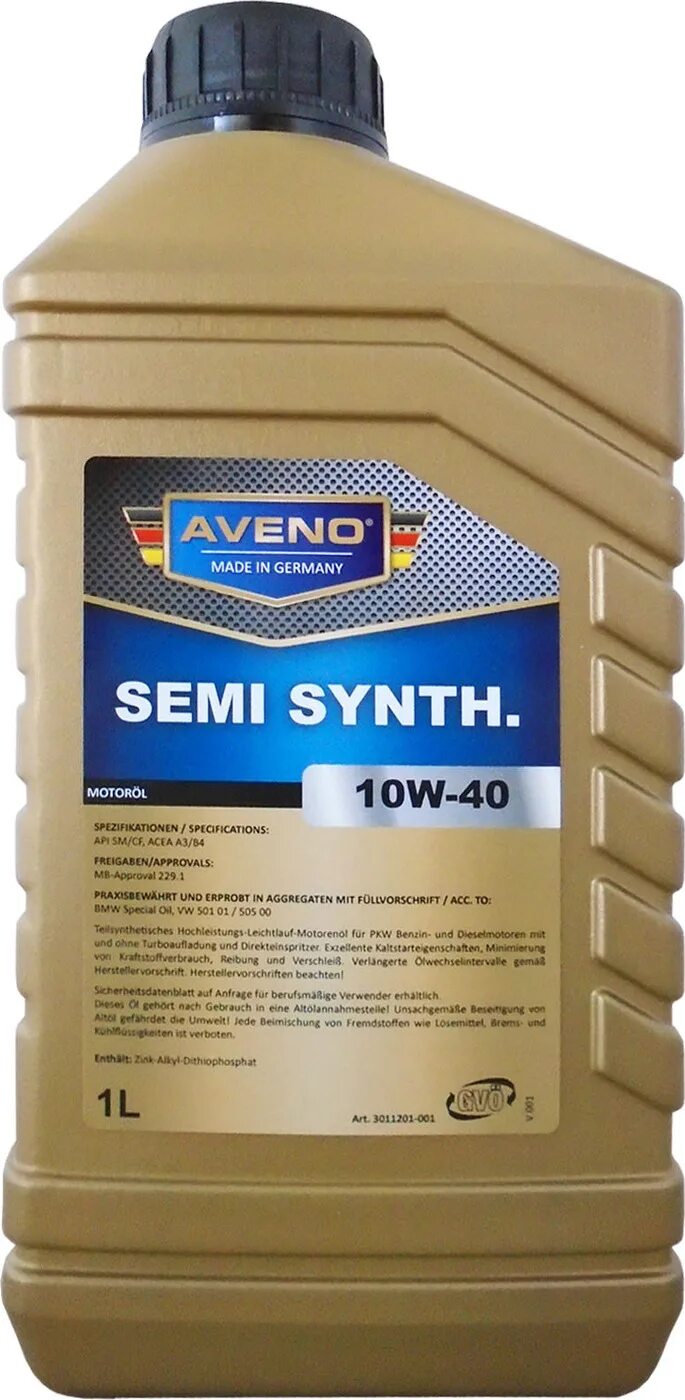 AVENO®
MADE IN GERMANY
SEMI SYNTH.
MOTORÖL
10W-40
SPEZIFIKATIONEN / SPECIFICATIONS:
API SM/CF, ACEA A3/B4
FREIGABEN/APPROVALS:
MB-Approval 229.1
PRAXISBEWÄHRT UND ERPROBT IN AGGREGATEN MIT FÜLLVORSCHRIFT / ACC. TO:
BMW Special Oil, VW 501 01 / 505 00
Teilsynthetisches Hochleistungs-Leichtlauf-Motorenöl für PKW Benzin- und Dieselmotoren mit
und ohne Turboaufladung und Direkteinspritzer. Exzellente Kaltstarteigenschaften, Minimierung
von Kraftstoffverbrauch, Reibung und Verschleiß. Verlängerte Ölwechselintervalle gemäß
Herstellervorschrift. Herstellervorschriften beachten!
Sicherheitsdatenblatt auf Anfrage für berufsmäßige Verwender erhältlich.
Dieses Öl gehört nach Gebrauch in eine Altölannahmestelle! Unsachgemäße Beseitigung von
Altöl gefährdet die Umwelt! Jede Beimischung von Fremdstoffen wie Lösemittel, Brems- und
Kühlflüssigkeiten ist verboten.
Enthält: Zink-Alkyl-Dithiophosphat
1L
Art. 3011201-001
GVÖ
V 001